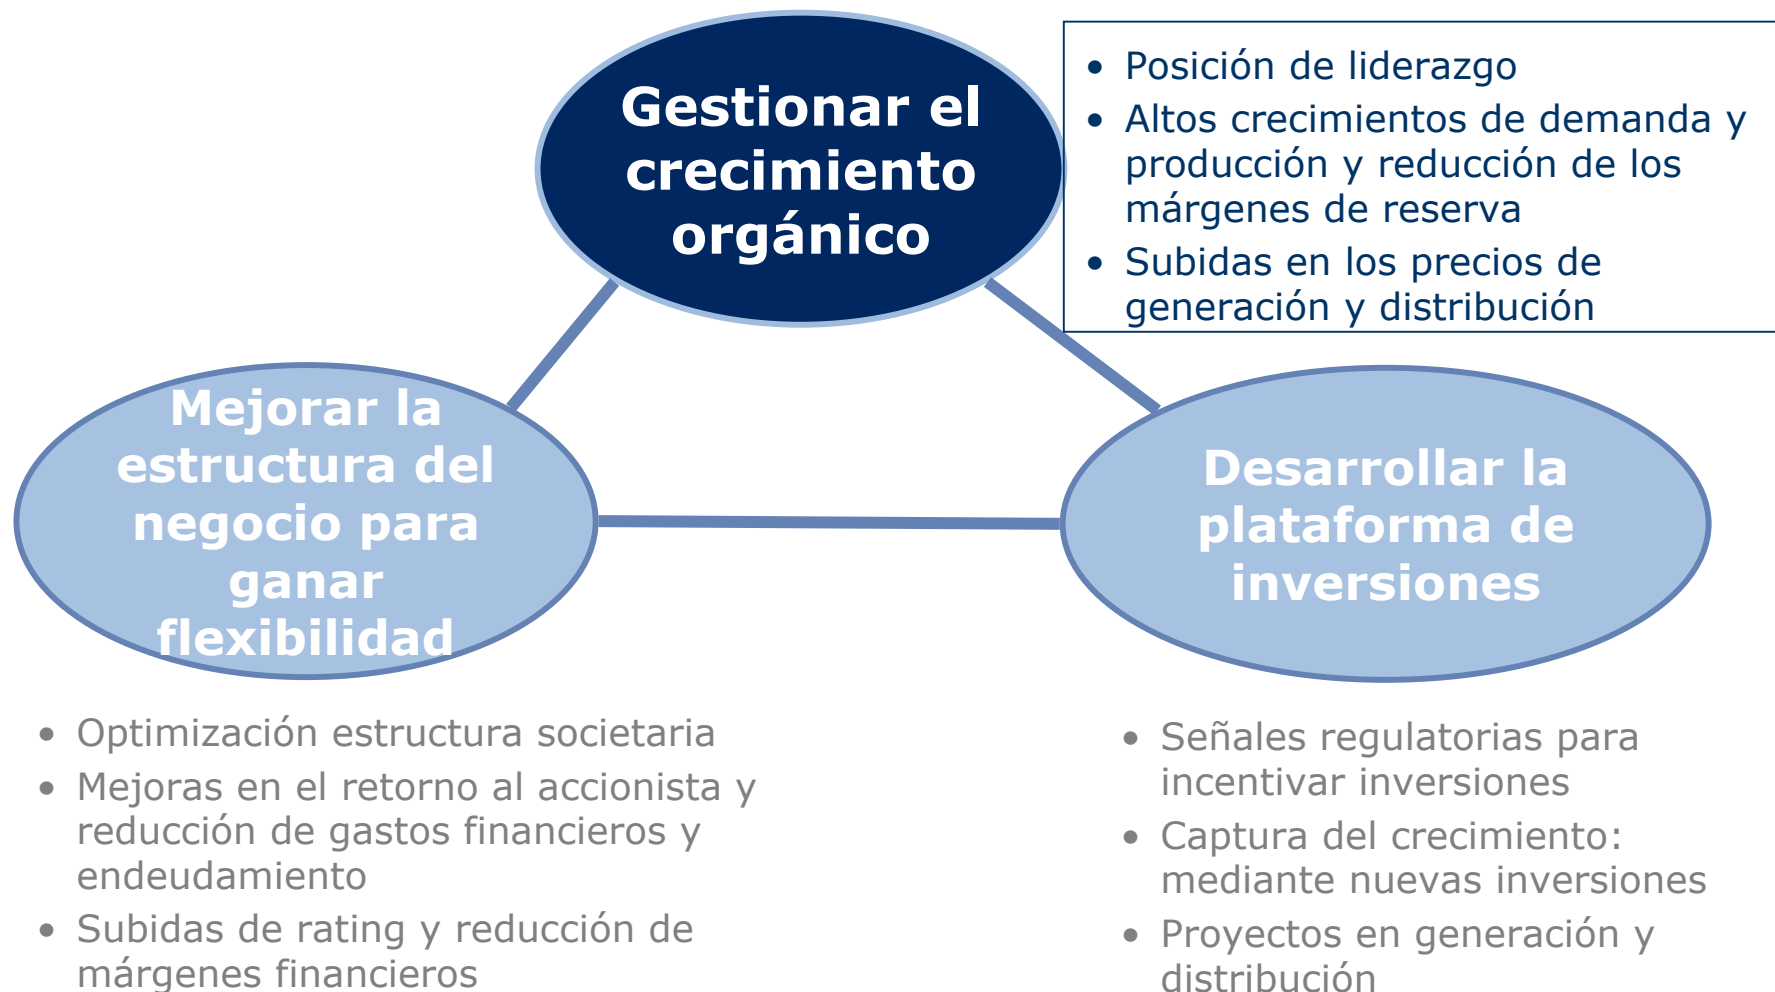 Gestionar el
crecimiento
orgánico
• Posición de liderazgo
• Altos crecimientos de demanda y
producción y reducción de los
márgenes de reserva
• Subidas en los precios de
generación y distribución
Mejorar la
estructura del
negocio para
ganar
flexibilidad
Desarrollar la
plataforma de
inversiones
• Optimización estructura societaria
• Mejoras en el retorno al accionista y
reducción de gastos financieros y
endeudamiento
• Subidas de rating y reducción de
márgenes financieros
• Señales regulatorias para
incentivar inversiones
• Captura del crecimiento:
mediante nuevas inversiones
• Proyectos en generación y
distribución